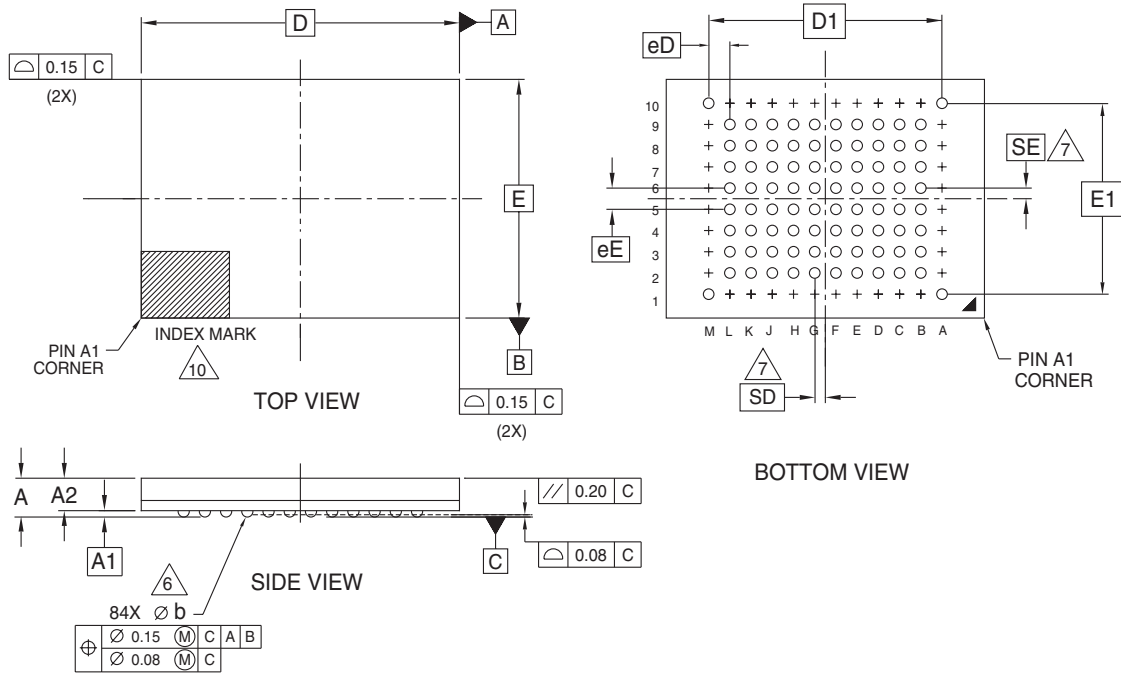 D
A
⌓ 0.15 C
(2X)
E
PIN A1
CORNER
INDEX MARK
10
B
⌓ 0.15 C
(2X)
TOP VIEW
D1
eD
10
9
8
7
6
5
4
3
2
1
SE
7
E1
eE
M L K J H G F E D C B A
7
SD
PIN A1
CORNER
BOTTOM VIEW
A
A2
A1
// 0.20 C
C
⌓ 0.08 C
SIDE VIEW
6
84X Ø b
⌖ Ø 0.15 Ⓜ C A B
Ø 0.08 Ⓜ C